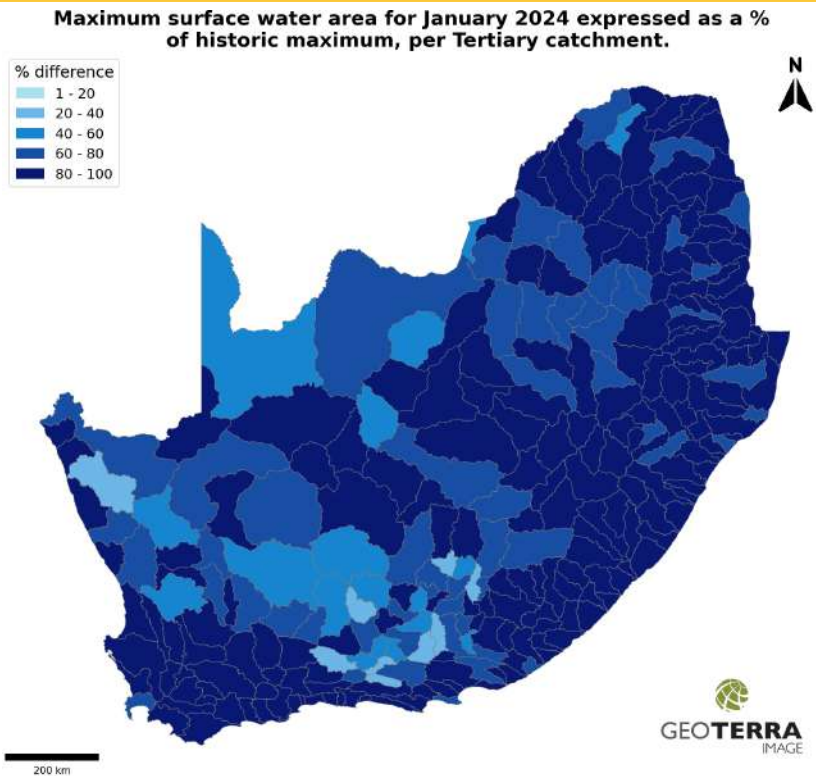 Maximum surface water area for January 2024 expressed as a %
of historic maximum, per Tertiary catchment.
% difference
1 - 20
20 - 40
40 - 60
60 - 80
80 - 100
N
GEOTERRA
IMAGE
200 km